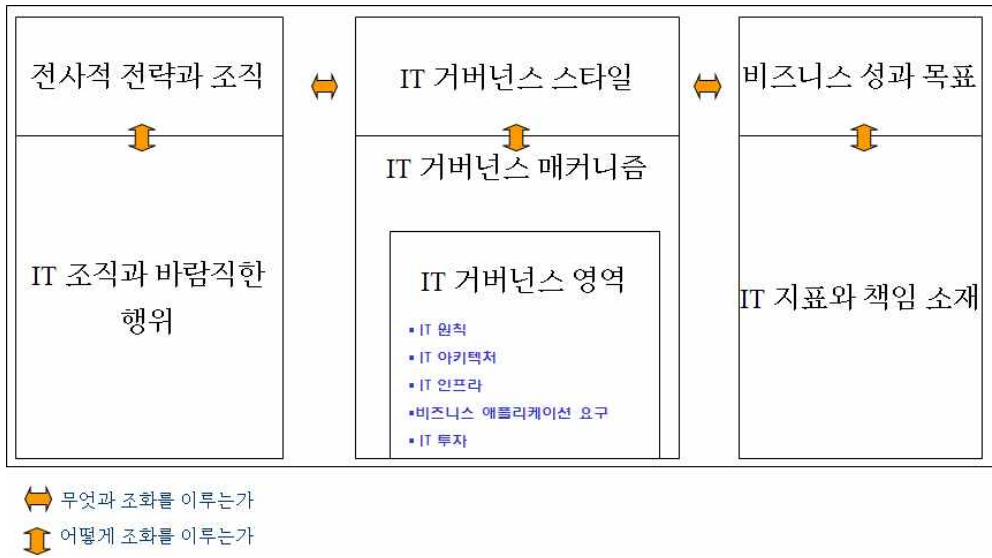 전사적 전략과 조직
IT 조직과 바람직한
행위
IT 거버넌스 스타일
IT 거버넌스 매커니즘
IT 거버넌스 영역
▪ IT 원칙
▪ IT 아키텍처
▪ IT 인프라
▪비즈니스 애플리케이션 요구
▪ IT 투자
비즈니스 성과 목표
IT 지표와 책임 소재
무엇과 조화를 이루는가
어떻게 조화를 이루는가